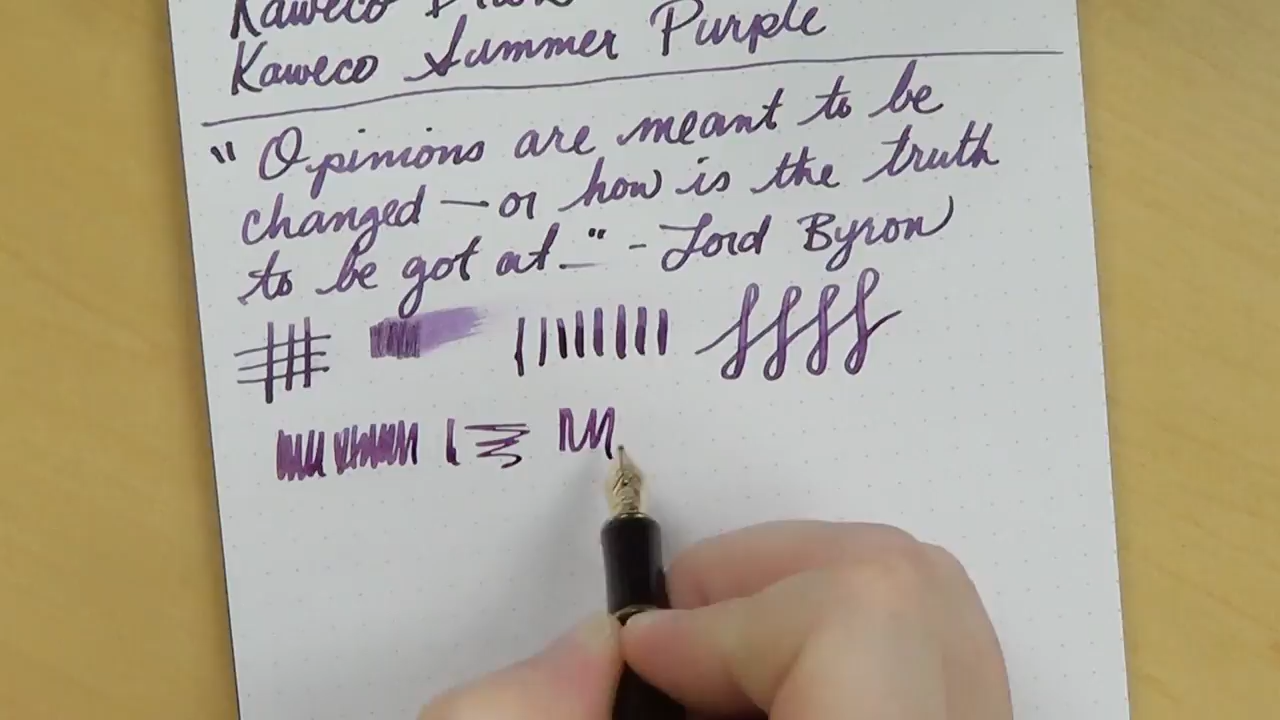 Kaweco
Kaweco Summer Purple
"Opinions are meant to be
changed — or how is the truth
to be got at..." - Lord Byron